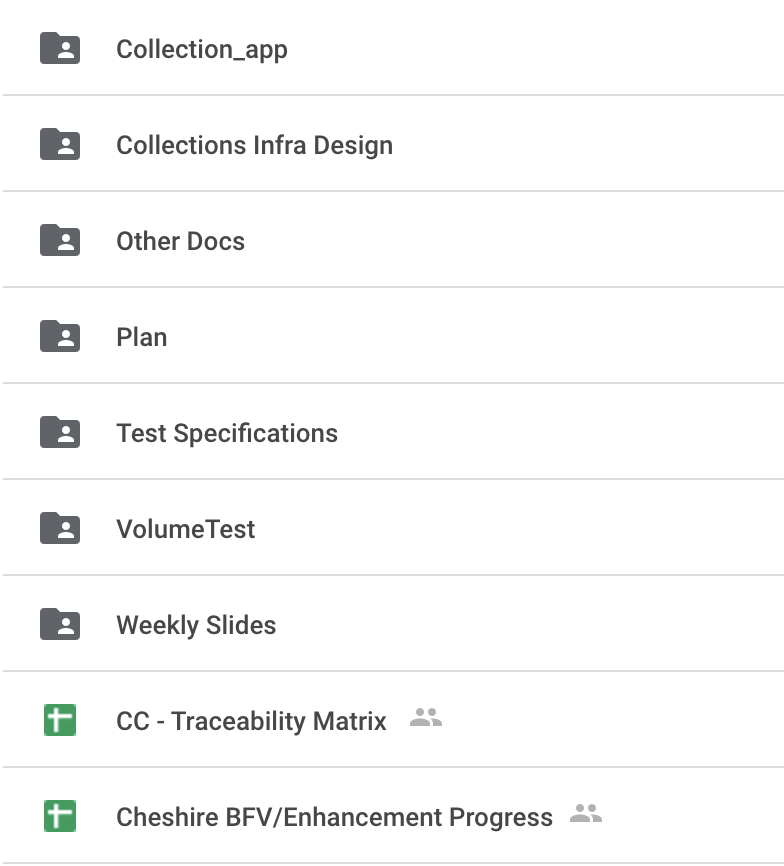 Collection_app
Collections Infra Design
Other Docs
Plan
Test Specifications
VolumeTest
Weekly Slides
CC - Traceability Matrix
Cheshire BFV/Enhancement Progress